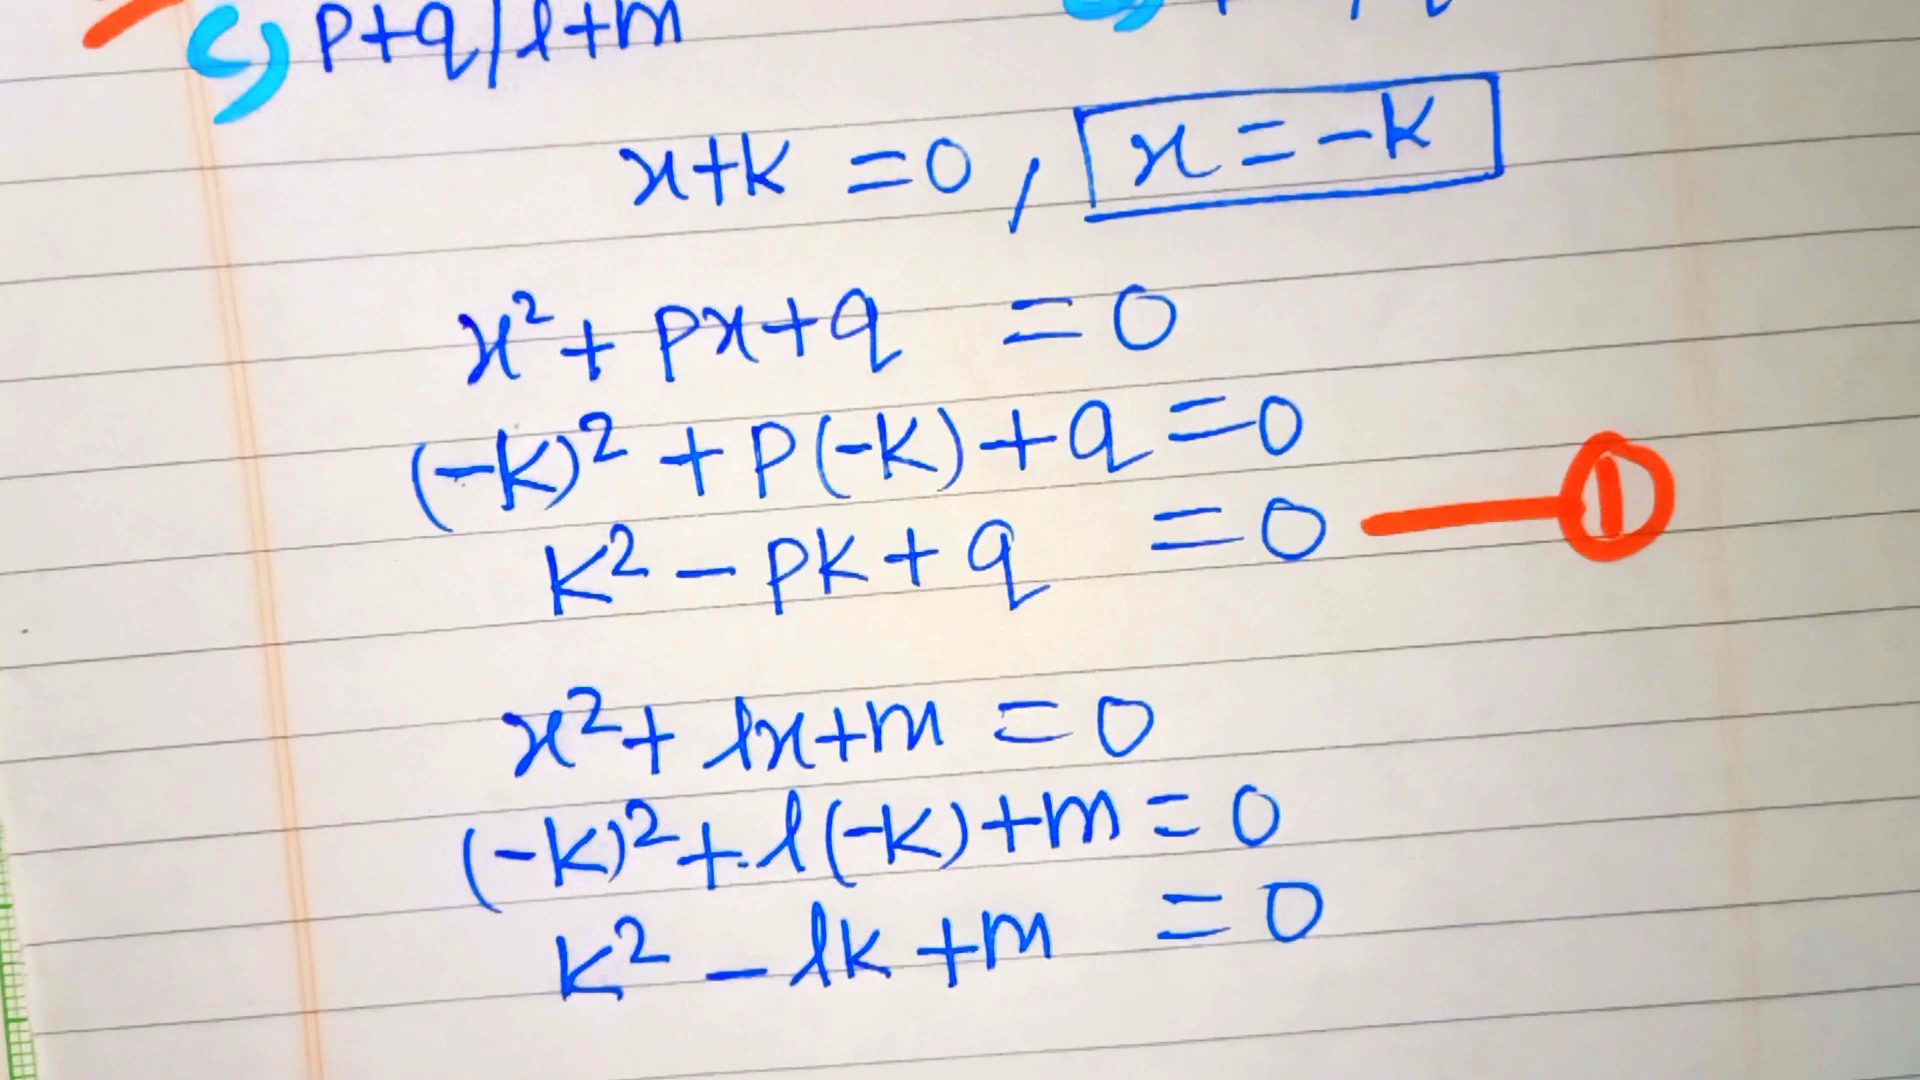 c) p+q/l+m
x+k =0, x=-k
x²+px+q =0
(-k)²+p(-k)+q=0
k²-pk+q =0 — ①
x²+lx+m=0
(-k)²+l(-k)+m=0
k²-lk+m =0